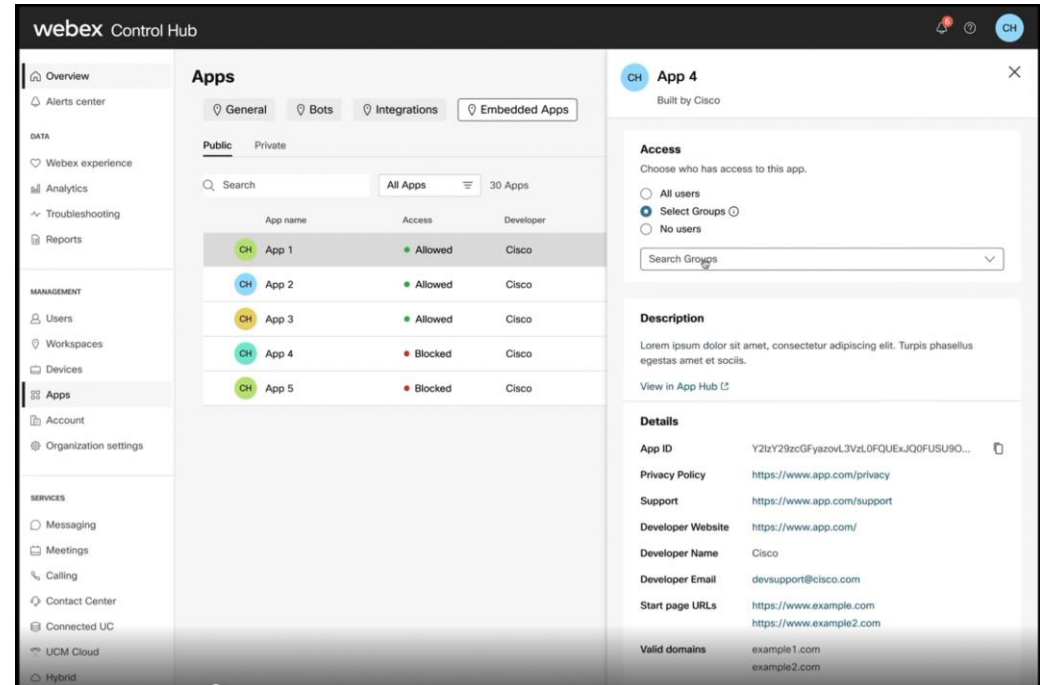 webex Control Hub
6
CH
Overview
Alerts center
DATA
Webex experience
Analytics
Troubleshooting
Reports
MANAGEMENT
Users
Workspaces
Devices
Apps
Account
Organization settings
SERVICES
Messaging
Meetings
Calling
Contact Center
Connected UC
UCM Cloud
Hybrid
Apps
General Bots Integrations Embedded Apps
Public Private
Search All Apps 30 Apps
App name Access Developer
CH App 1 Allowed Cisco
CH App 2 Allowed Cisco
CH App 3 Allowed Cisco
CH App 4 Blocked Cisco
CH App 5 Blocked Cisco
CH App 4
Built by Cisco
Access
Choose who has access to this app.
All users
Select Groups
No users
Search Groups
Description
Lorem ipsum dolor sit amet, consectetur adipiscing elit. Turpis phasellus
egestas amet et sociis.
View in App Hub
Details
App ID Y2lzY29zcGFyazovL3VzL0FQUExJQ0FUSU9O...
Privacy Policy https://www.app.com/privacy
Support https://www.app.com/support
Developer Website https://www.app.com/
Developer Name Cisco
Developer Email devsupport@cisco.com
Start page URLs https://www.example.com
https://www.example2.com
Valid domains example1.com
example2.com